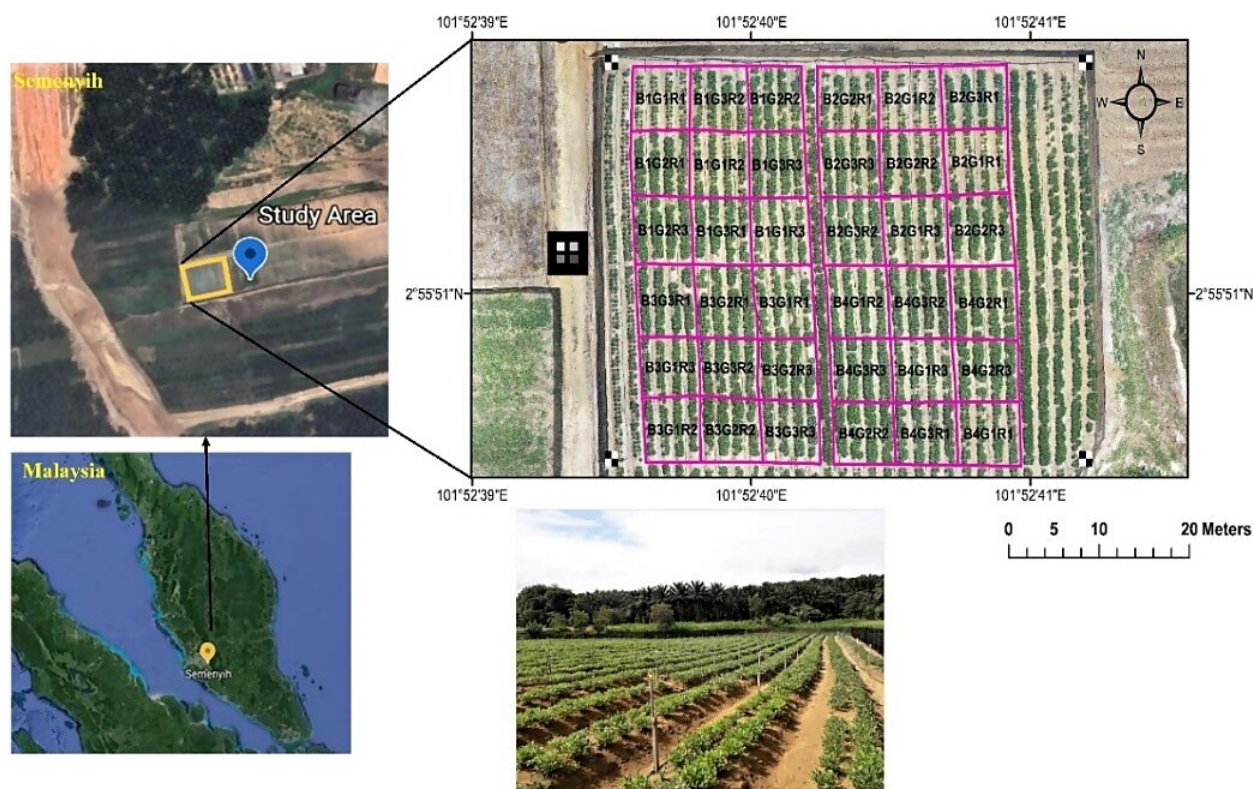 Semenyih
Study Area
Malaysia
Semenyih
101°52'39"E 101°52'40"E 101°52'41"E
N
W E
S
B1G1R1 B1G3R2 B1G2R2 B2G2R1 B2G1R2 B2G3R1
B1G2R1 B1G1R2 B1G3R3 B2G3R3 B2G2R2 B2G1R1
B1G2R3 B1G3R1 B1G1R3 B2G3R2 B2G1R3 B2G2R3
2°55'51"N 2°55'51"N
B3G3R1 B3G2R1 B3G1R1 B4G1R2 B4G3R2 B4G2R1
B3G1R3 B3G3R2 B3G2R3 B4G3R3 B4G1R3 B4G2R3
B3G1R2 B3G2R2 B3G3R3 B4G2R2 B4G3R1 B4G1R1
101°52'39"E 101°52'40"E 101°52'41"E
0 5 10 20 Meters